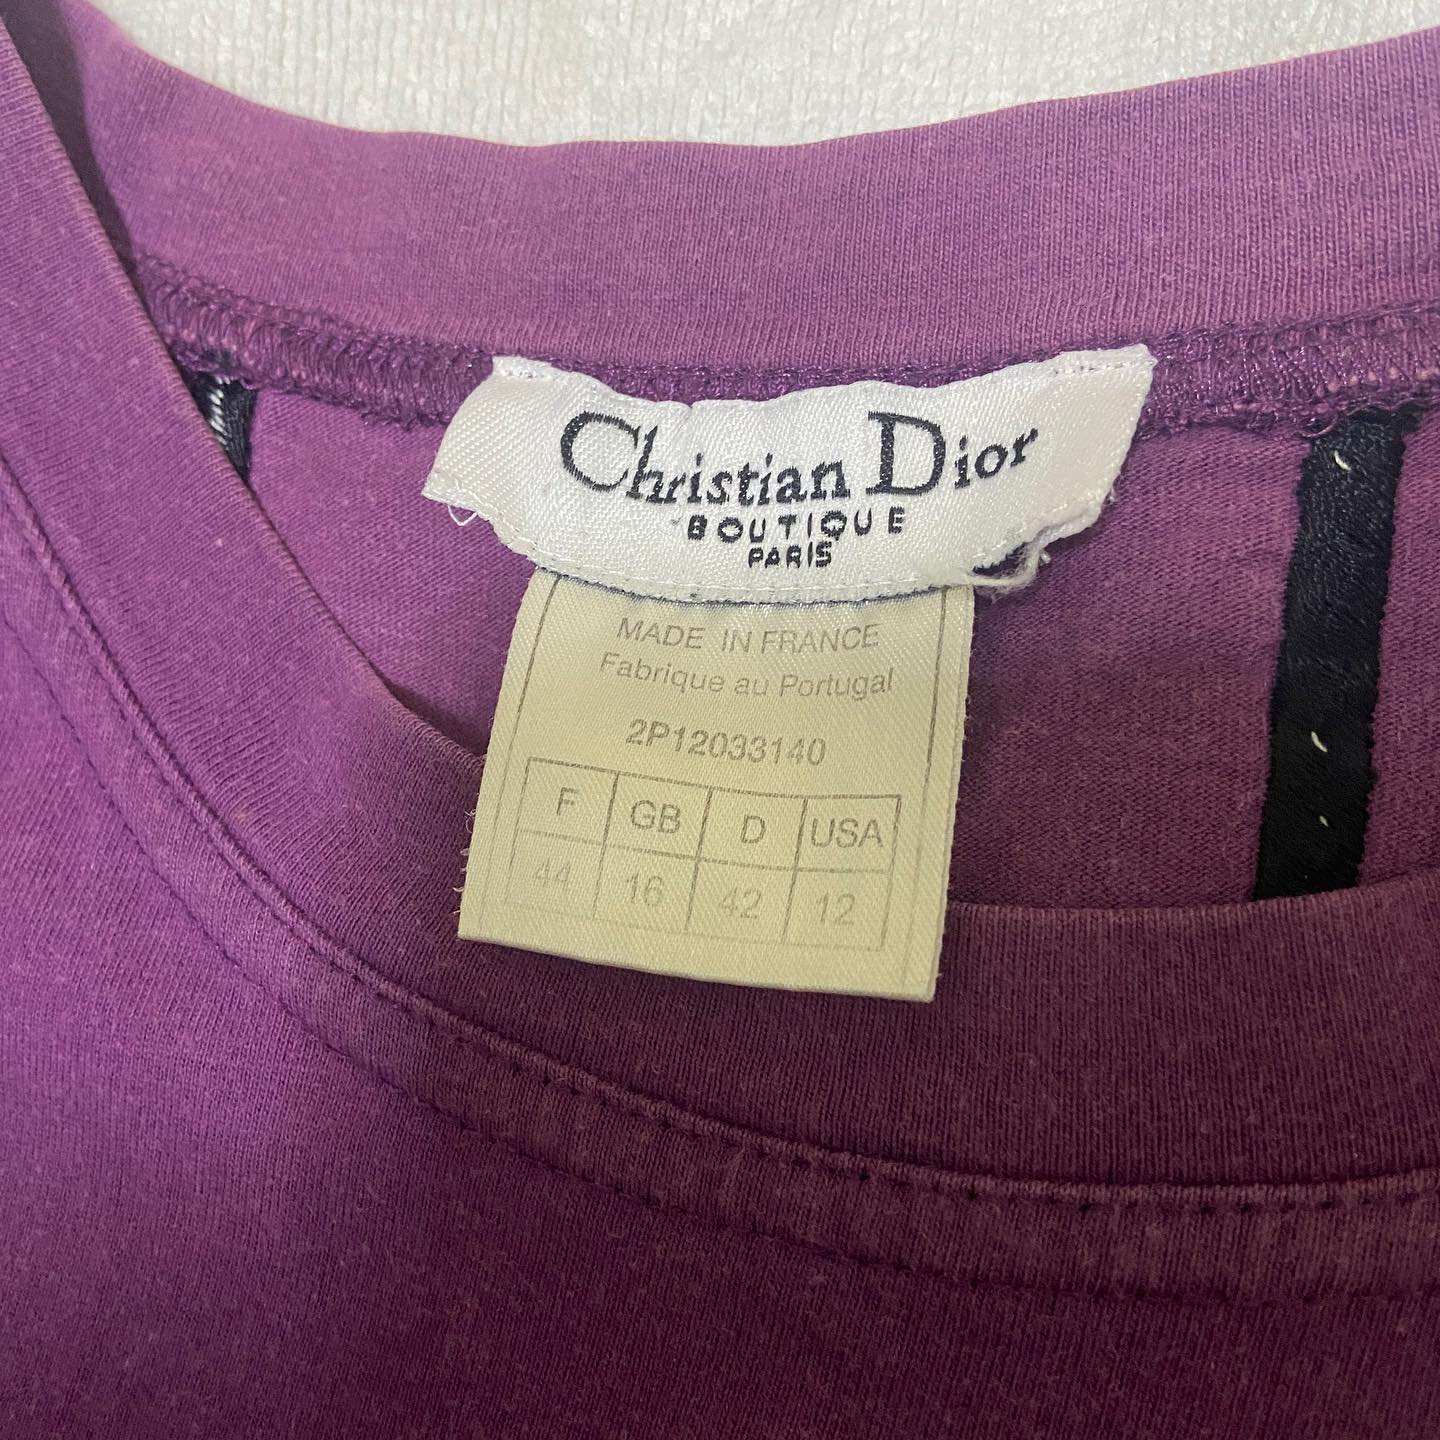 Christian Dior
BOUTIQUE
PARIS
MADE IN FRANCE
Fabrique au Portugal
2P12033140
F GB D USA
44 16 42 12